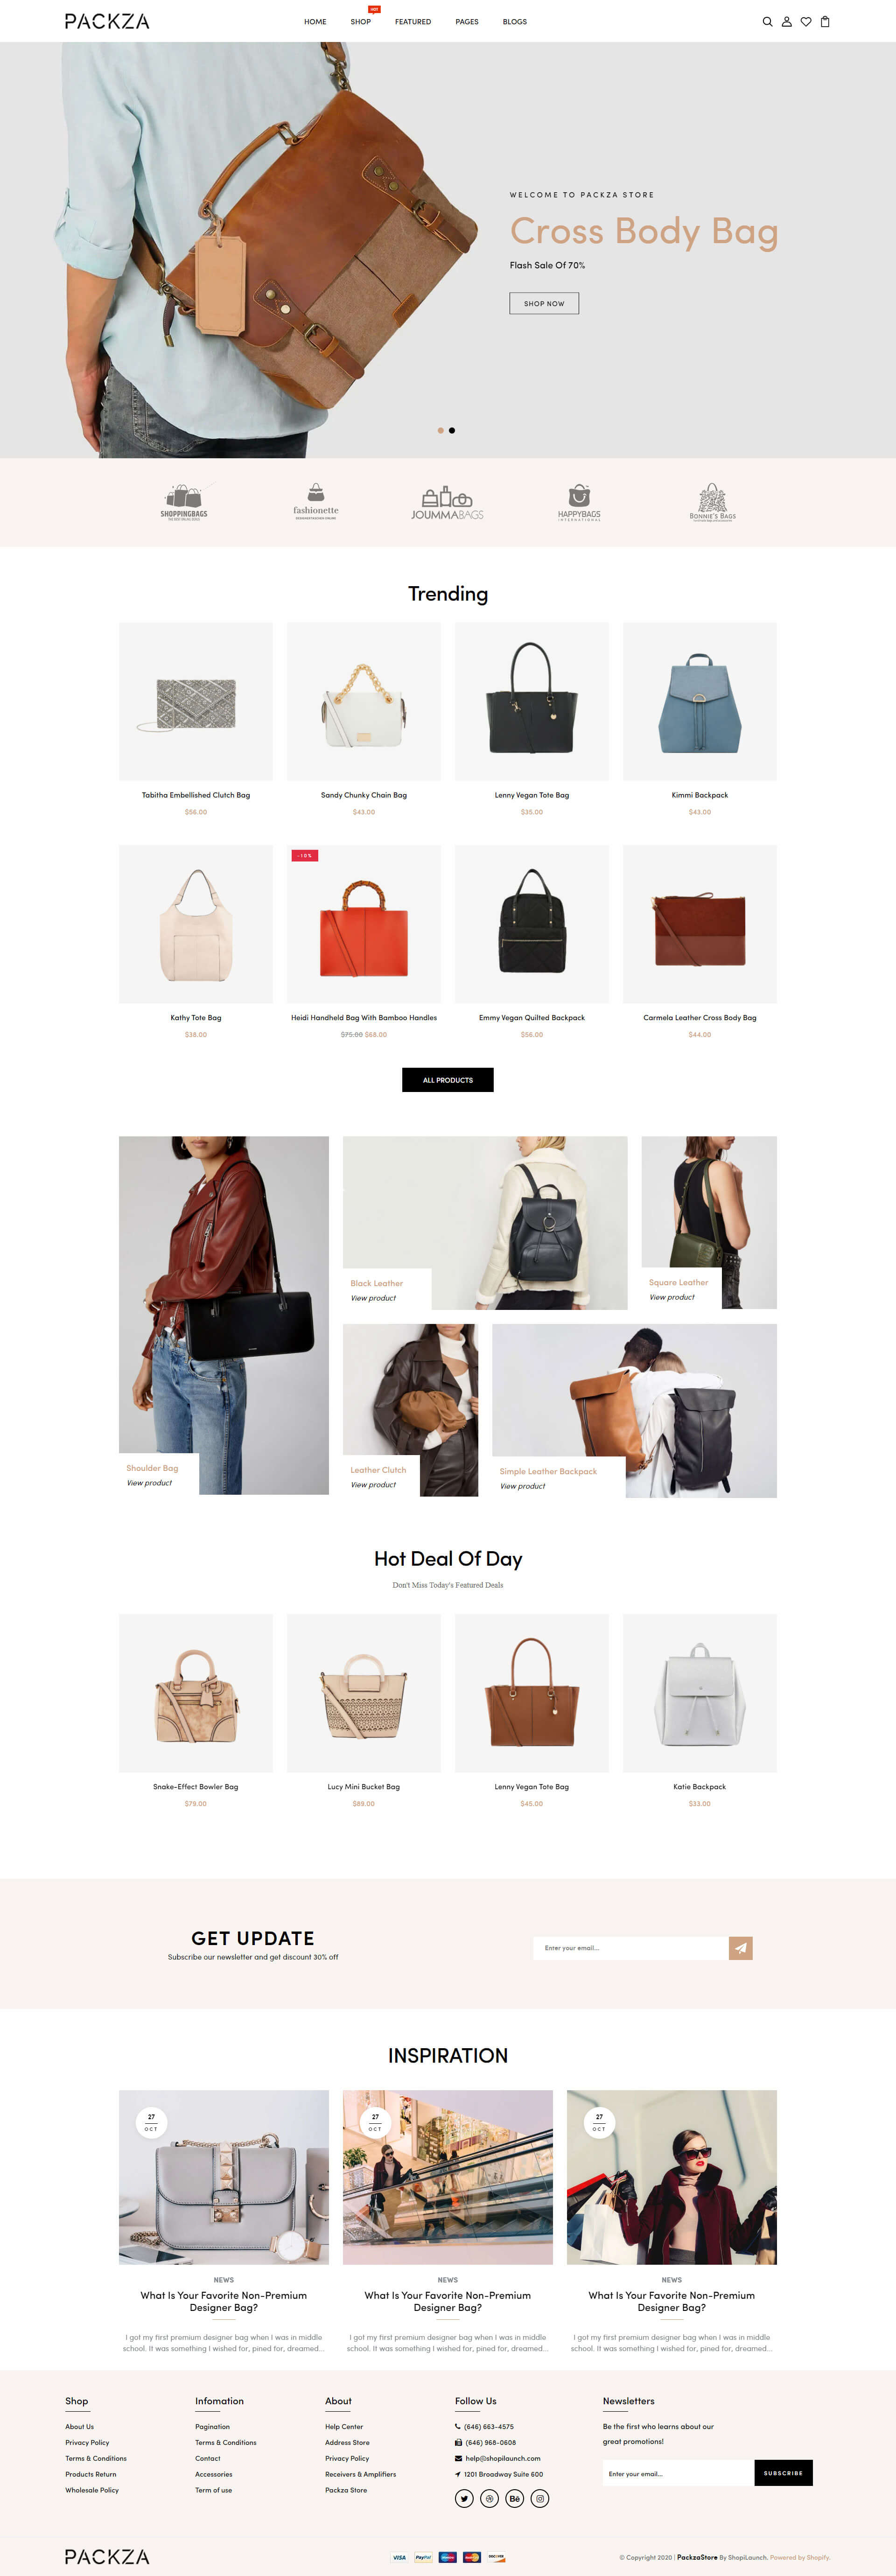 PACKZA
HOME
SHOP
HOT
FEATURED
PAGES
BLOGS
WELCOME TO PACKZA STORE
Cross Body Bag
Flash Sale Of 70%
SHOP NOW
SHOPPINGBAGS
fashionette
JOUMMABAGS
HAPPYBAGS
INTERNATIONAL
BONNIE'S BAGS
Trending
Tabitha Embellished Clutch Bag
$56.00
Sandy Chunky Chain Bag
$43.00
Lenny Vegan Tote Bag
$35.00
Kimmi Backpack
$43.00
Kathy Tote Bag
$38.00
-10%
Heidi Handheld Bag With Bamboo Handles
$75.00 $68.00
Emmy Vegan Quilted Backpack
$56.00
Carmela Leather Cross Body Bag
$44.00
ALL PRODUCTS
Shoulder Bag
View product
Black Leather
View product
Square Leather
View product
Leather Clutch
View product
Simple Leather Backpack
View product
Hot Deal Of Day
Don't Miss Today's Featured Deals
Snake-Effect Bowler Bag
$79.00
Lucy Mini Bucket Bag
$89.00
Lenny Vegan Tote Bag
$45.00
Katie Backpack
$33.00
GET UPDATE
Subscribe our newsletter and get discount 30% off
Enter your email...
INSPIRATION
27
OCT
NEWS
What Is Your Favorite Non-Premium
Designer Bag?
I got my first premium designer bag when I was in middle
school. It was something I wished for, pined for, dreamed...
27
OCT
NEWS
What Is Your Favorite Non-Premium
Designer Bag?
I got my first premium designer bag when I was in middle
school. It was something I wished for, pined for, dreamed...
27
OCT
NEWS
What Is Your Favorite Non-Premium
Designer Bag?
I got my first premium designer bag when I was in middle
school. It was something I wished for, pined for, dreamed...
Shop
About Us
Privacy Policy
Terms & Conditions
Products Return
Wholesale Policy
Infomation
Pagination
Terms & Conditions
Contact
Accessories
Term of use
About
Help Center
Address Store
Privacy Policy
Receivers & Amplifiers
Packza Store
Follow Us
(646) 663-4575
(646) 968-0608
help@shopilaunch.com
1201 Broadway Suite 600
Bē
Newsletters
Be the first who learns about our
great promotions!
Enter your email...
SUBSCRIBE
PACKZA
VISA
PayPal
© Copyright 2020 | PackzaStore By ShopiLaunch. Powered by Shopify.